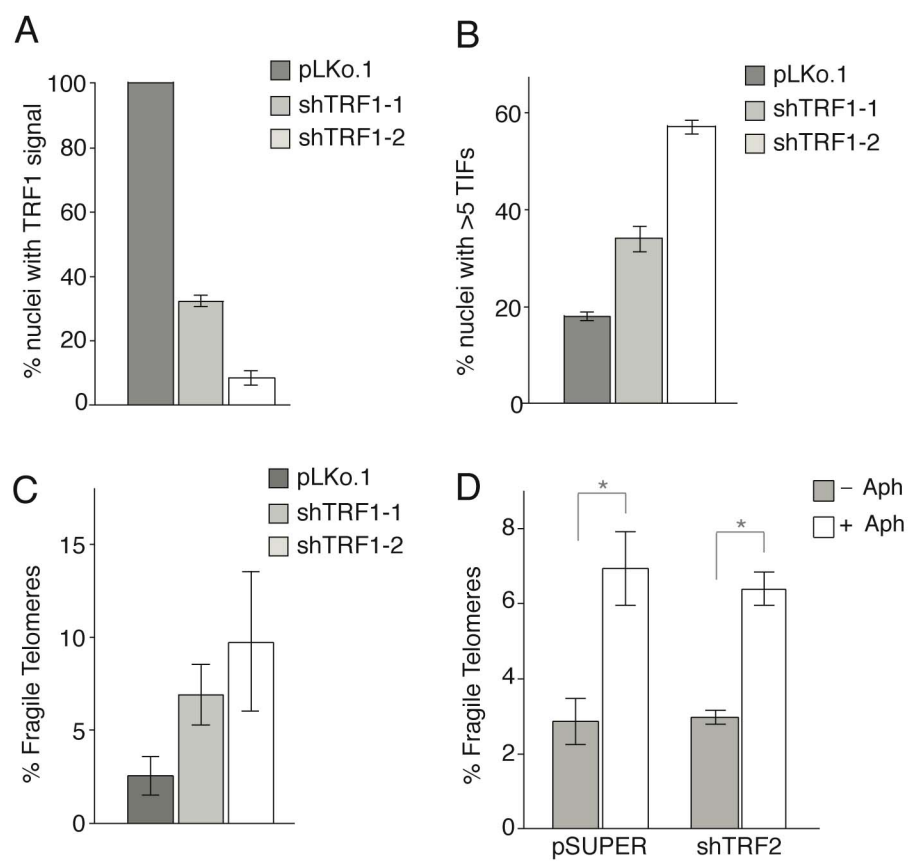 A
% nuclei with TRF1 signal
100
80
60
40
20
0
pLKo.1
shTRF1-1
shTRF1-2
B
% nuclei with >5 TIFs
60
40
20
0
pLKo.1
shTRF1-1
shTRF1-2
C
% Fragile Telomeres
15
10
5
0
pLKo.1
shTRF1-1
shTRF1-2
D
% Fragile Telomeres
8
6
4
2
0
*
*
– Aph
+ Aph
pSUPER
shTRF2